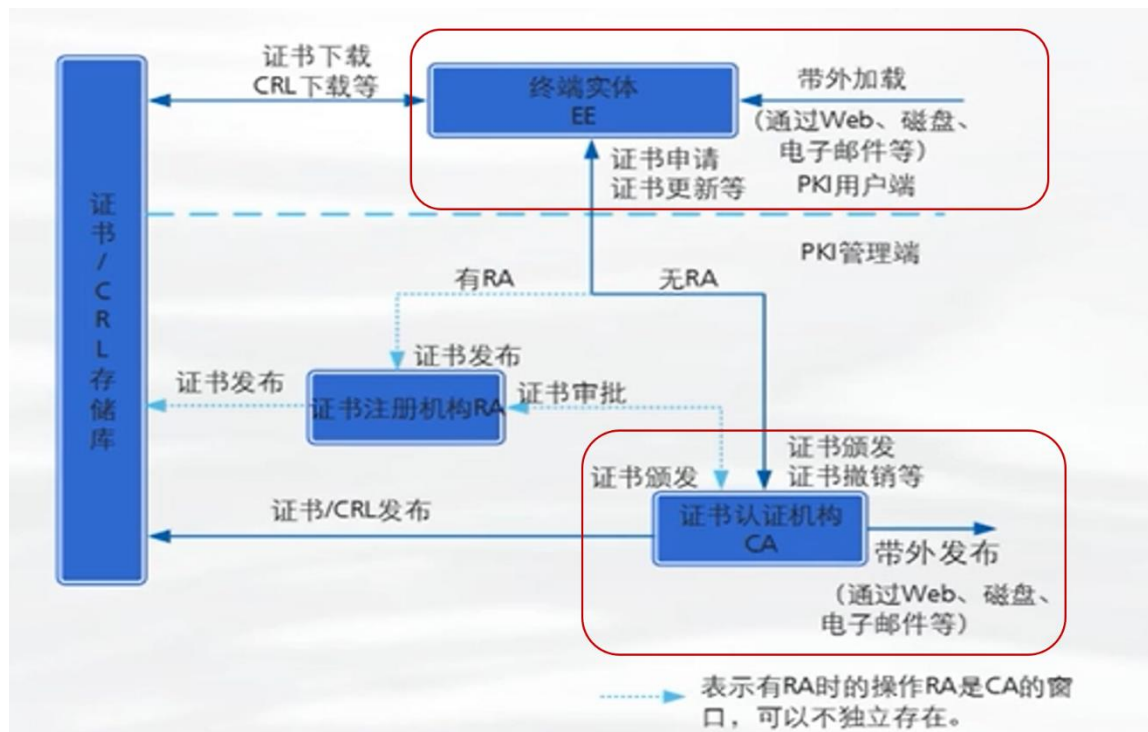 证书下载
CRL下载等
终端实体
EE
带外加载
（通过Web、磁盘、
电子邮件等）
证书申请
证书更新等
PKI用户端
证书/CRL存储库
PKI管理端
有RA
无RA
证书发布
证书发布
证书注册机构RA
证书审批
证书颁发
证书颁发
证书撤销等
证书/CRL发布
证书认证机构
CA
带外发布
（通过Web、磁盘、
电子邮件等）
表示有RA时的操作RA是CA的窗
口，可以不独立存在。